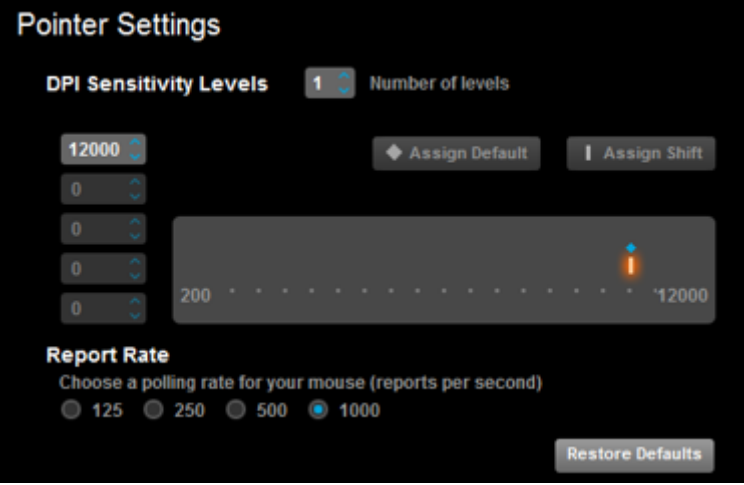 Pointer Settings
DPI Sensitivity Levels 1 Number of levels
12000 Assign Default Assign Shift
0
0
0
200 12000
0
Report Rate
Choose a polling rate for your mouse (reports per second)
125 250 500 1000
Restore Defaults